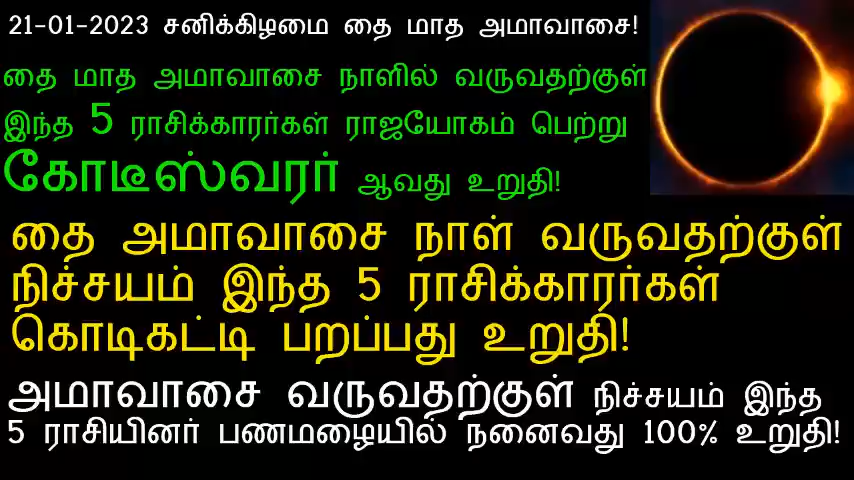 21-01-2023 சனிக்கிழமை தை மாத அமாவாசை!
தை மாத அமாவாசை நாளில் வருவதற்குள்
இந்த 5 ராசிக்காரர்கள் ராஜயோகம் பெற்று
கோடீஸ்வரர் ஆவது உறுதி!
தை அமாவாசை நாள் வருவதற்குள்
நிச்சயம் இந்த 5 ராசிக்காரர்கள்
கொடிகட்டி பறப்பது உறுதி!
அமாவாசை வருவதற்குள் நிச்சயம் இந்த
5 ராசியினர் பணமழையில் நனைவது 100% உறுதி!